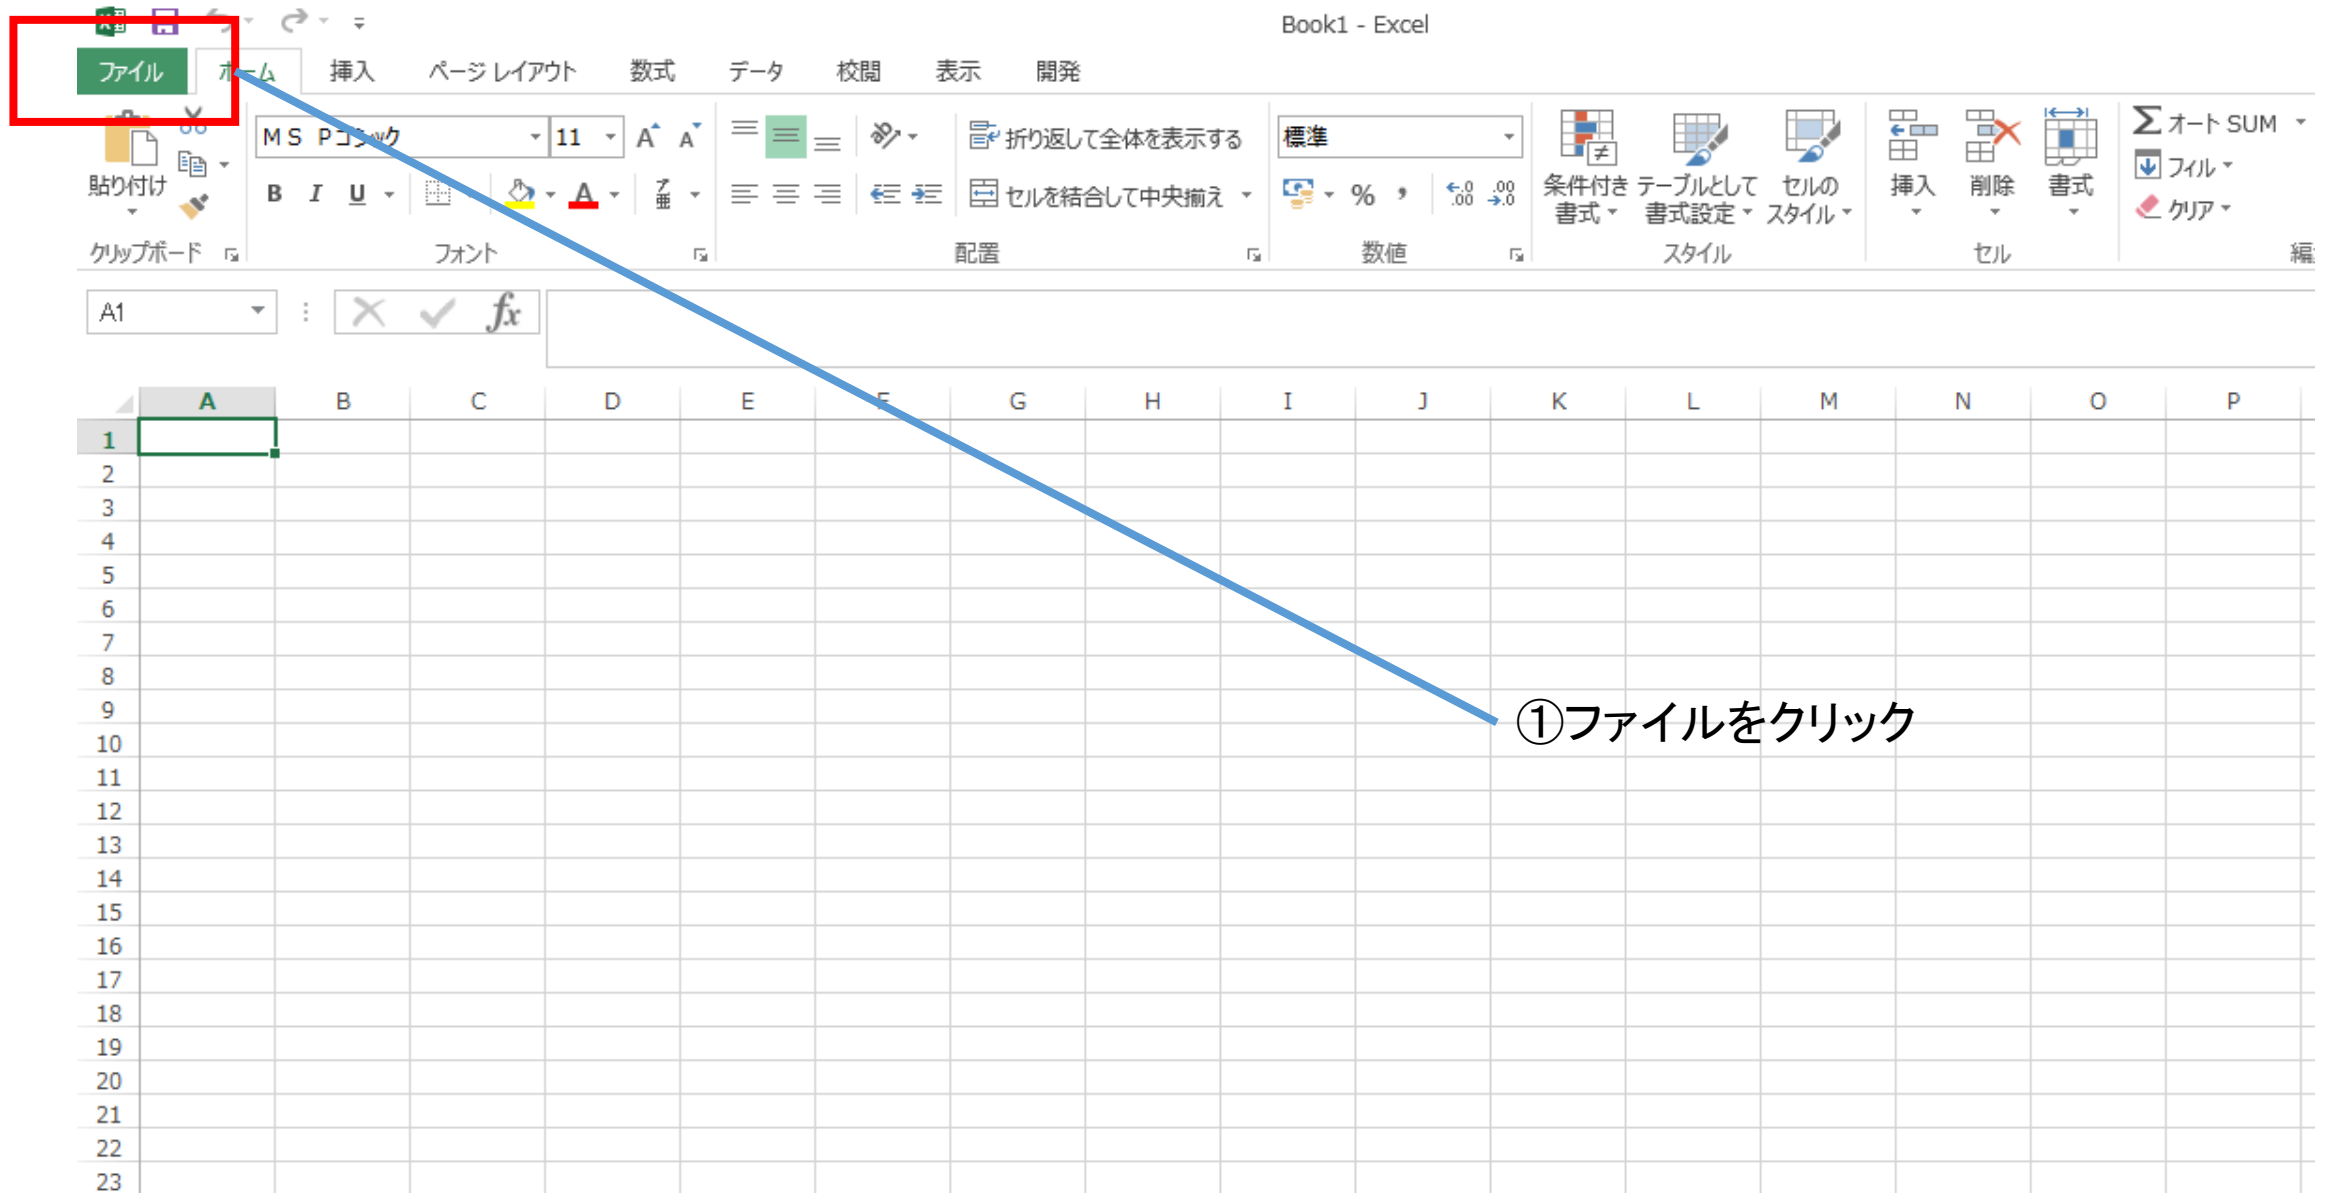 Book1 - Excel
ファイル ホーム 挿入 ページ レイアウト 数式 データ 校閲 表示 開発
ＭＳ Ｐゴシック 11 A A 折り返して全体を表示する 標準 Σ オート SUM
貼り付け B I U A セルを結合して中央揃え % 条件付き書式 テーブルとして書式設定 セルのスタイル 挿入 削除 書式 フィル
クリア
クリップボード フォント 配置 数値 スタイル セル
A1 fx
A B C D E F G H I J K L M N O P
1
2
3
4
5
6
7
8
9
①ファイルをクリック
10
11
12
13
14
15
16
17
18
19
20
21
22
23